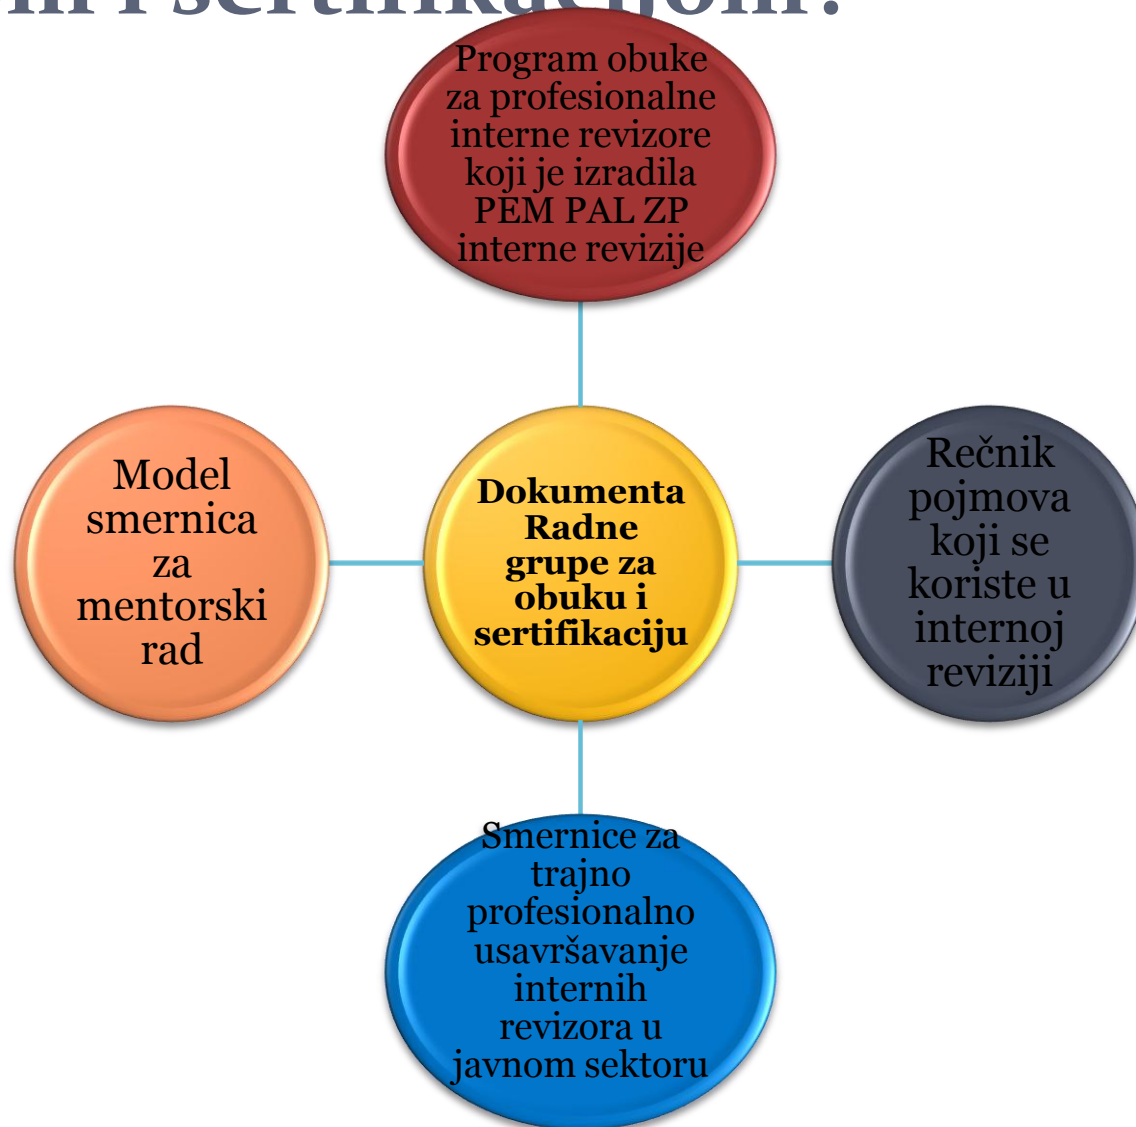 i sertifikacijom?
Program obuke
za profesionalne
interne revizore
koji je izradila
PEM PAL ZP
interne revizije
Model
smernica
za
mentorski
rad
Dokumenta
Radne
grupe za
obuku i
sertifikaciju
Rečnik
pojmova
koji se
koriste u
internoj
reviziji
Smernice za
trajno
profesionalno
usavršavanje
internih
revizora u
javnom sektoru